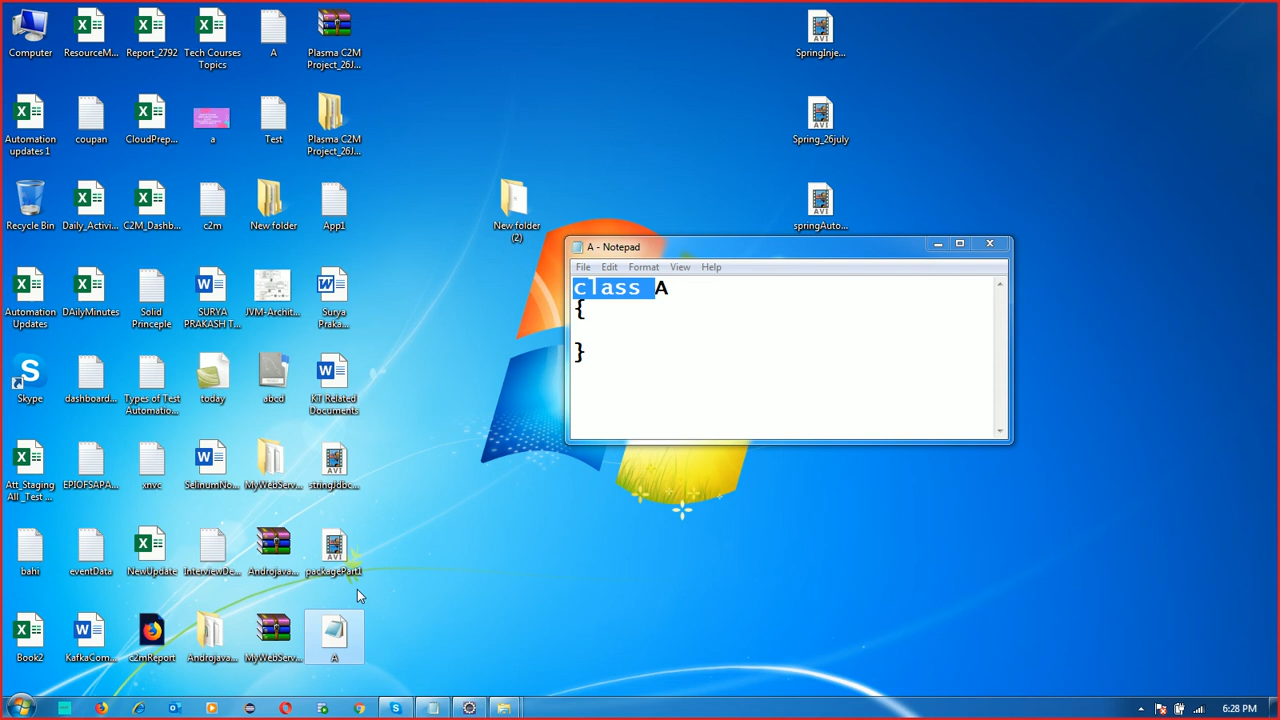 Computer
ResourceM...
Report_2792
Tech Courses
Topics
A
Plasma C2M
Project_26J...
SpringInje...
Automation
updates 1
coupan
CloudPrep...
a
Test
Plasma C2M
Project_26J...
Spring_26july
Recycle Bin
Daily_Activi...
C2M_Dashb...
c2m
New folder
App1
New folder
(2)
springAuto...
A - Notepad
File Edit Format View Help
class A
{
}
Automation
Updates
DAilyMinutes
Solid
Princeple
SURYA
PRAKASH T...
JVM-Archit...
Surya
Praka...
Skype
dashboard...
Types of Test
Automatio...
today
abcd
KT Related
Documents
Att_Staging
All _Test ...
EPIOFSAPA...
xnvc
SelinumNo...
MyWebServ...
stringJdbc...
bahi
eventData
NewUpdate
InterviewDe...
Androjava...
packagePart1
Book2
KafkaCom...
c2mReport
Androjava...
MyWebServ...
A
6:28 PM